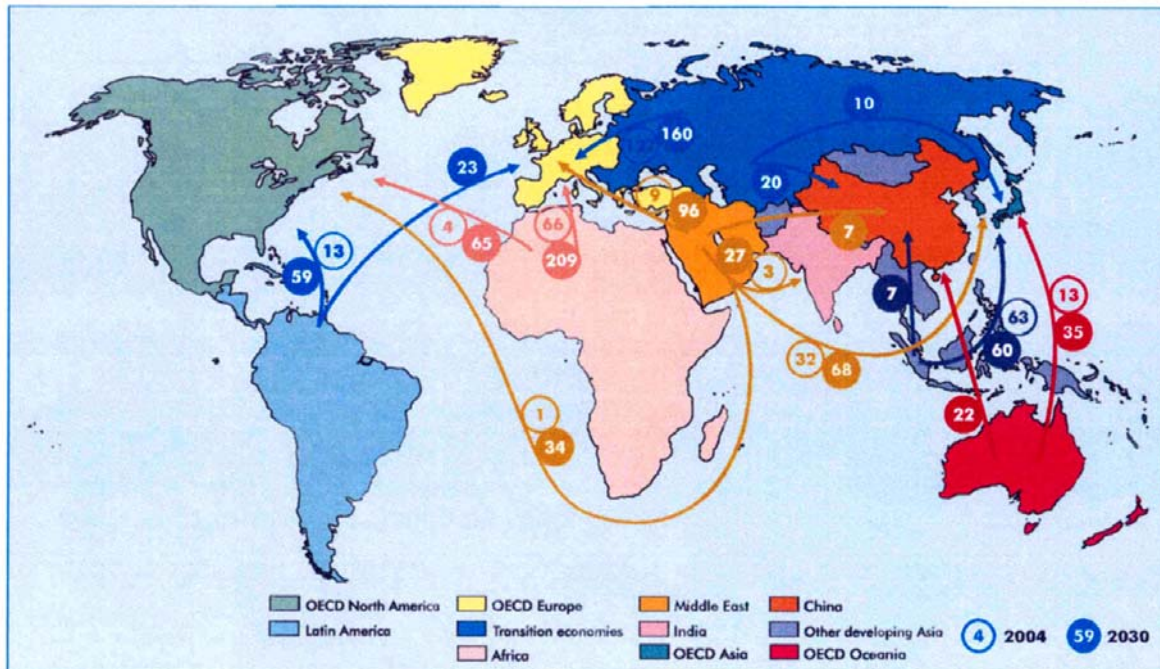 10
160
127
23
20
9
96
4
65
66
209
7
27
3
13
59
7
63
60
13
35
32
68
22
1
34
OECD North America
OECD Europe
Middle East
China
Latin America
Transition economies
India
Other developing Asia
4 2004
59 2030
Africa
OECD Asia
OECD Oceania